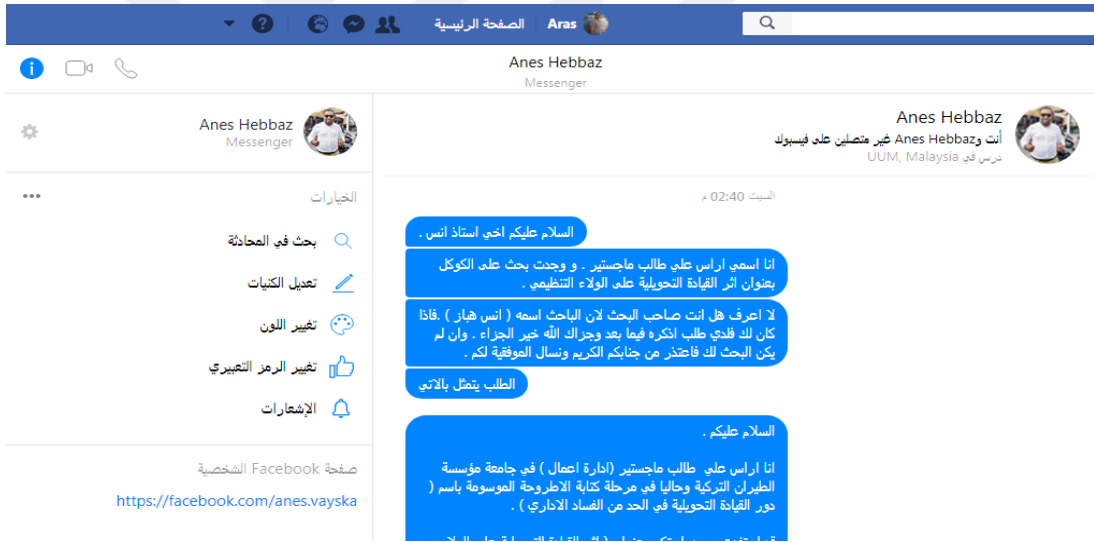 Aras الصفحة الرئيسية
Anes Hebbaz
Messenger
Anes Hebbaz
أنت وAnes Hebbaz غير متصلين على فيسبوك
درس في UUM, Malaysia
السبت 02:40 م
السلام عليكم اخي استاذ انس .
انا اسمي اراس علي طالب ماجستير . و وجدت بحث على الكوكل
بعنوان اثر القيادة التحويلية على الولاء التنظيمي .
لا اعرف هل انت صاحب البحث لان الباحث اسمه ( انس هباز ) .فاذا
كان لك فلدي طلب اذكره فيما بعد وجزاك الله خير الجزاء . وان لم
يكن البحث لك فاعتذر من جنابكم الكريم ونسال الموفقية لكم .
الطلب يتمثل بالاتي
السلام عليكم .
انا اراس علي طالب ماجستير (ادارة اعمال ) في جامعة مؤسسة
الطيران التركية وحاليا في مرحلة كتابة الاطروحة الموسومة باسم (
دور القيادة التحويلية في الحد من الفساد الاداري ) .
Anes Hebbaz
Messenger
الخيارات
بحث في المحادثة
تعديل الكنيات
تغيير اللون
تغيير الرمز التعبيري
الإشعارات
صفحة Facebook الشخصية
https://facebook.com/anes.vayska